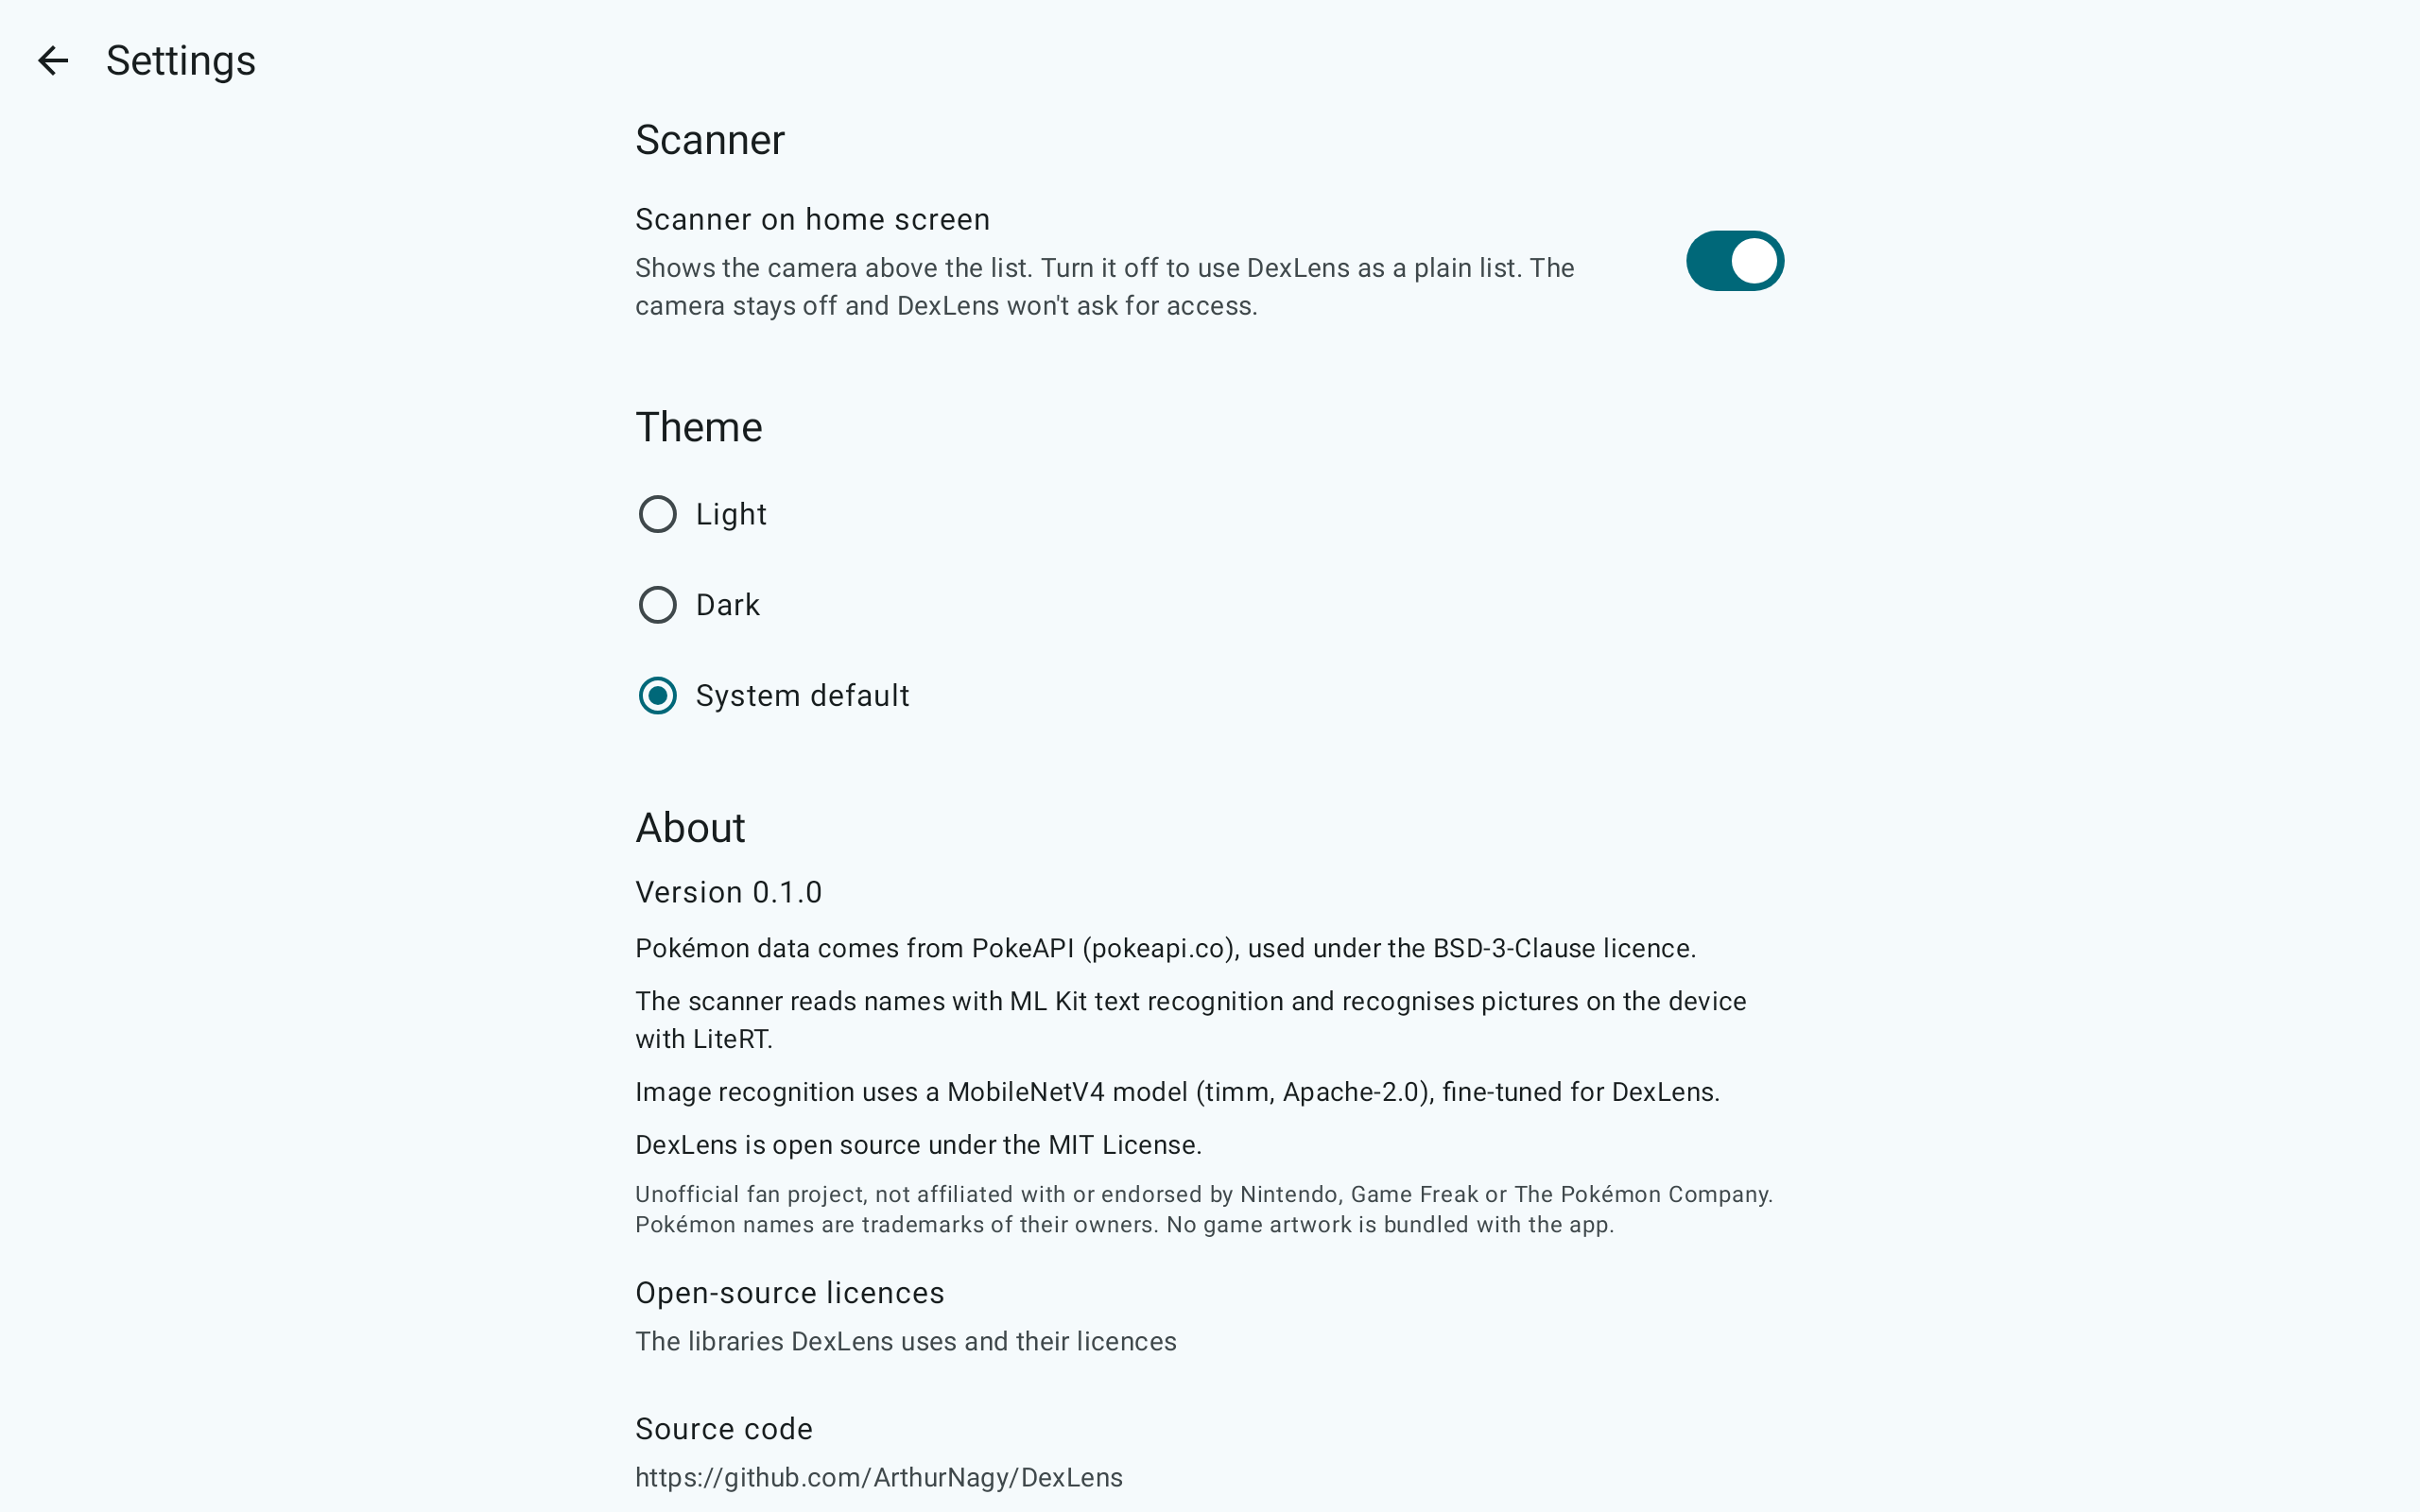 Settings
Scanner
Scanner on home screen
Shows the camera above the list. Turn it off to use DexLens as a plain list. The
camera stays off and DexLens won't ask for access.
Theme
Light
Dark
System default
About
Version 0.1.0
Pokémon data comes from PokeAPI (pokeapi.co), used under the BSD-3-Clause licence.
The scanner reads names with ML Kit text recognition and recognises pictures on the device
with LiteRT.
Image recognition uses a MobileNetV4 model (timm, Apache-2.0), fine-tuned for DexLens.
DexLens is open source under the MIT License.
Unofficial fan project, not affiliated with or endorsed by Nintendo, Game Freak or The Pokémon Company.
Pokémon names are trademarks of their owners. No game artwork is bundled with the app.
Open-source licences
The libraries DexLens uses and their licences
Source code
https://github.com/ArthurNagy/DexLens